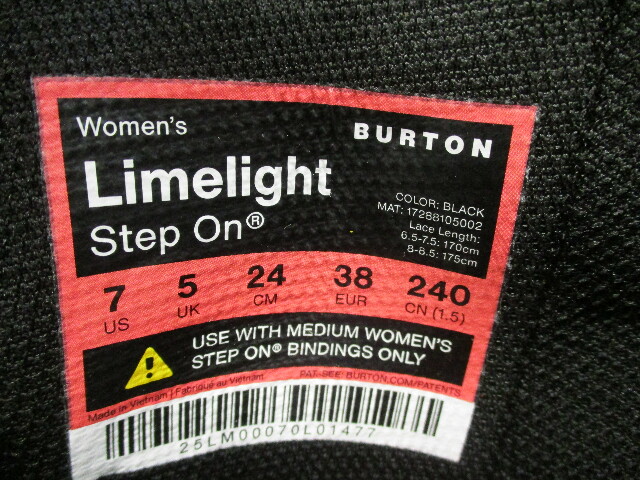 Women's
BURTON
Limelight
Step On®
COLOR: BLACK
MAT: 17288105002
Lace Length:
6.5-7.5: 170cm
8-8.5: 175cm
7 5 24 38 240
US UK CM EUR CN (1.5)
USE WITH MEDIUM WOMEN'S
STEP ON® BINDINGS ONLY
Made in Vietnam | Fabriqué au Vietnam
PAT-SEE: BURTON.COM/PATENTS
25LM00070L01477